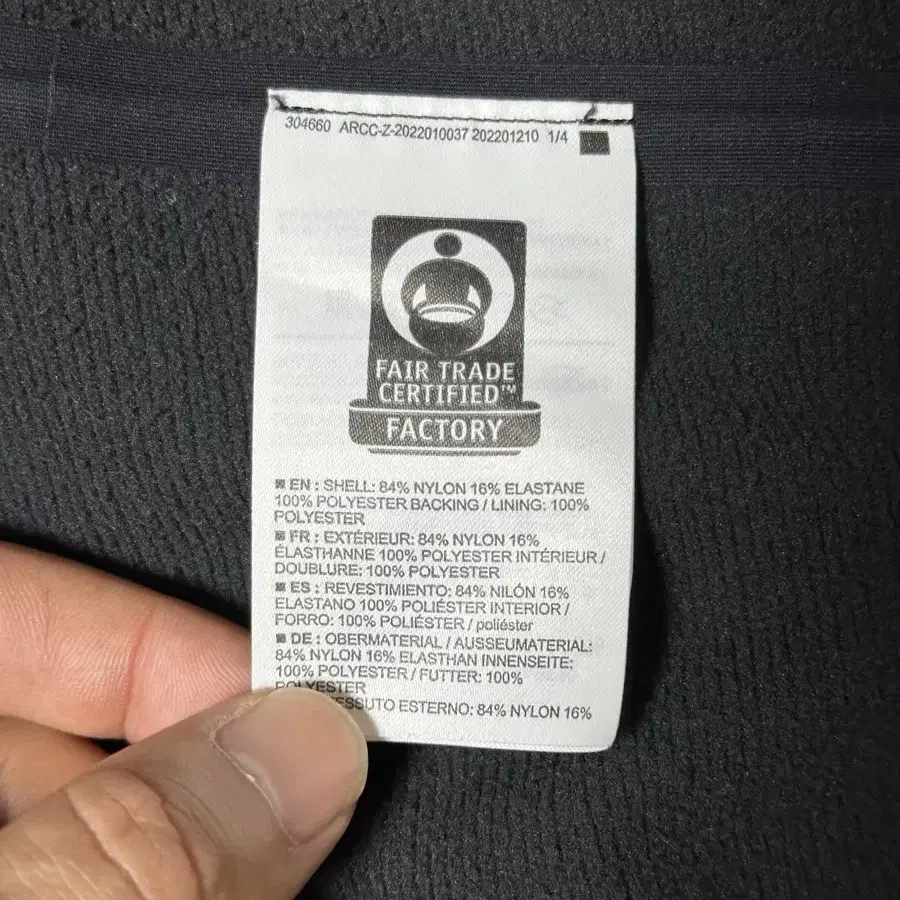 304660 ARCC-Z-2022010037 202201210 1/4
FAIR TRADE
CERTIFIED™
FACTORY
EN : SHELL: 84% NYLON 16% ELASTANE
100% POLYESTER BACKING / LINING: 100%
POLYESTER
FR : EXTÉRIEUR: 84% NYLON 16%
ÉLASTHANNE 100% POLYESTER INTÉRIEUR /
DOUBLURE: 100% POLYESTER
ES : REVESTIMIENTO: 84% NILÓN 16%
ELASTANO 100% POLIÉSTER INTERIOR /
FORRO: 100% POLIÉSTER / poliéster
DE : OBERMATERIAL / AUSSEUMATERIAL:
84% NYLON 16% ELASTHAN INNENSEITE:
100% POLYESTER / FUTTER: 100%
POLYESTER
ESTERNO: 84% NYLON 16%